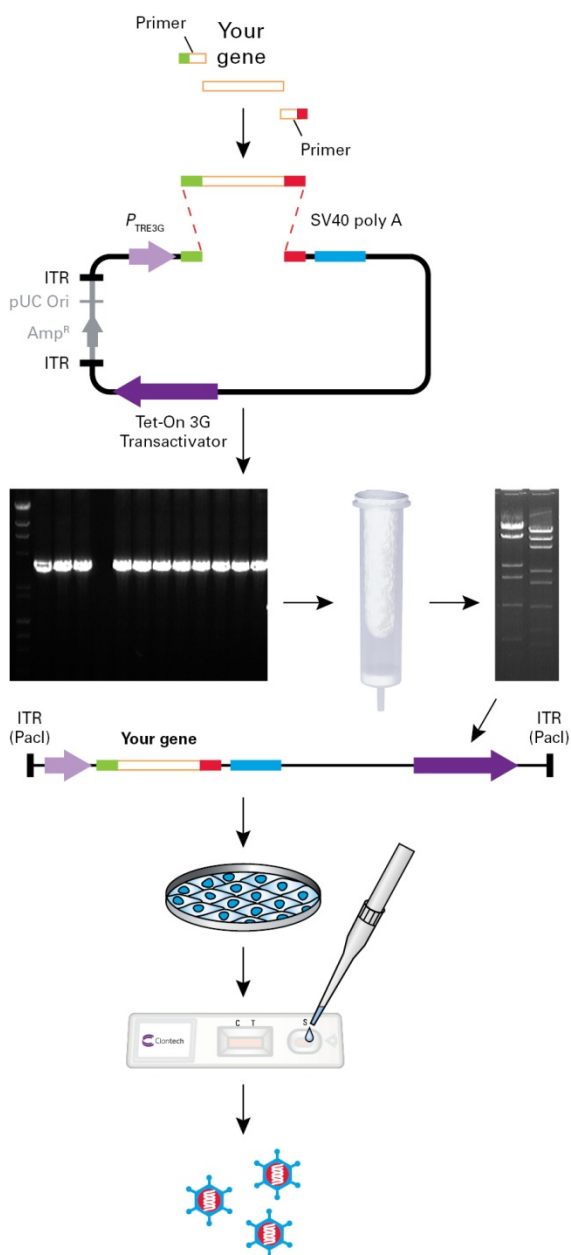 Primer
Your
gene
Primer
P TRE3G
SV40 poly A
ITR
pUC Ori
Amp R
ITR
Tet-On 3G
Transactivator
ITR
(PacI)
Your gene
ITR
(PacI)
C T
S
Clontech